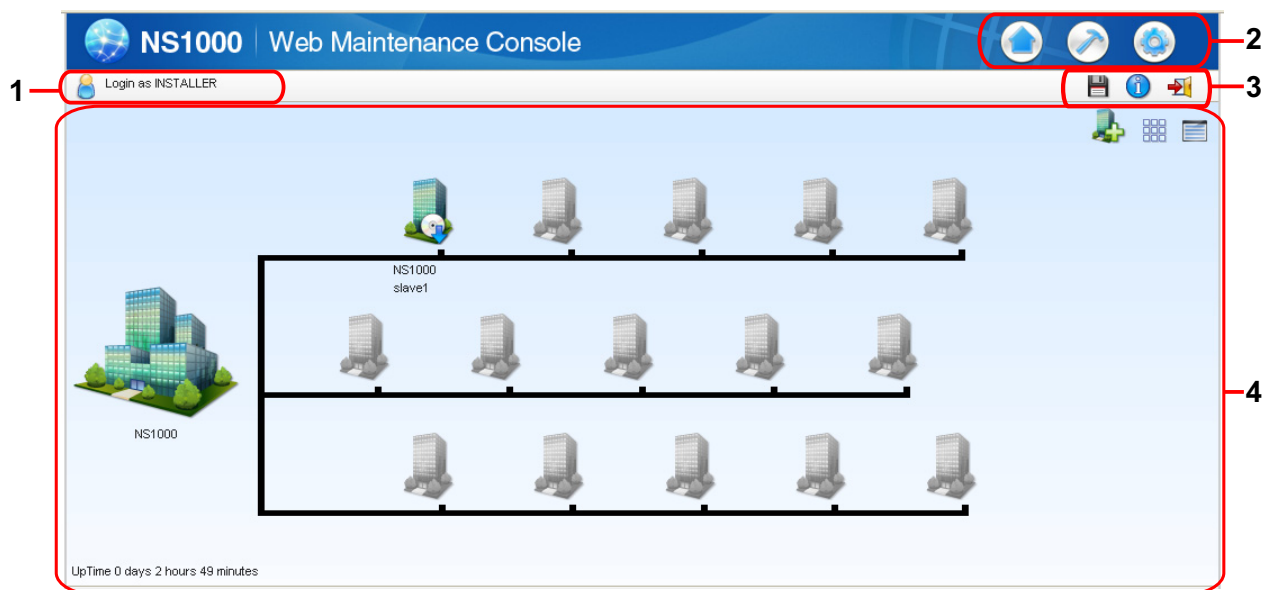 NS1000 Web Maintenance Console
2
1
Login as INSTALLER
3
NS1000
slave1
4
NS1000
UpTime 0 days 2 hours 49 minutes